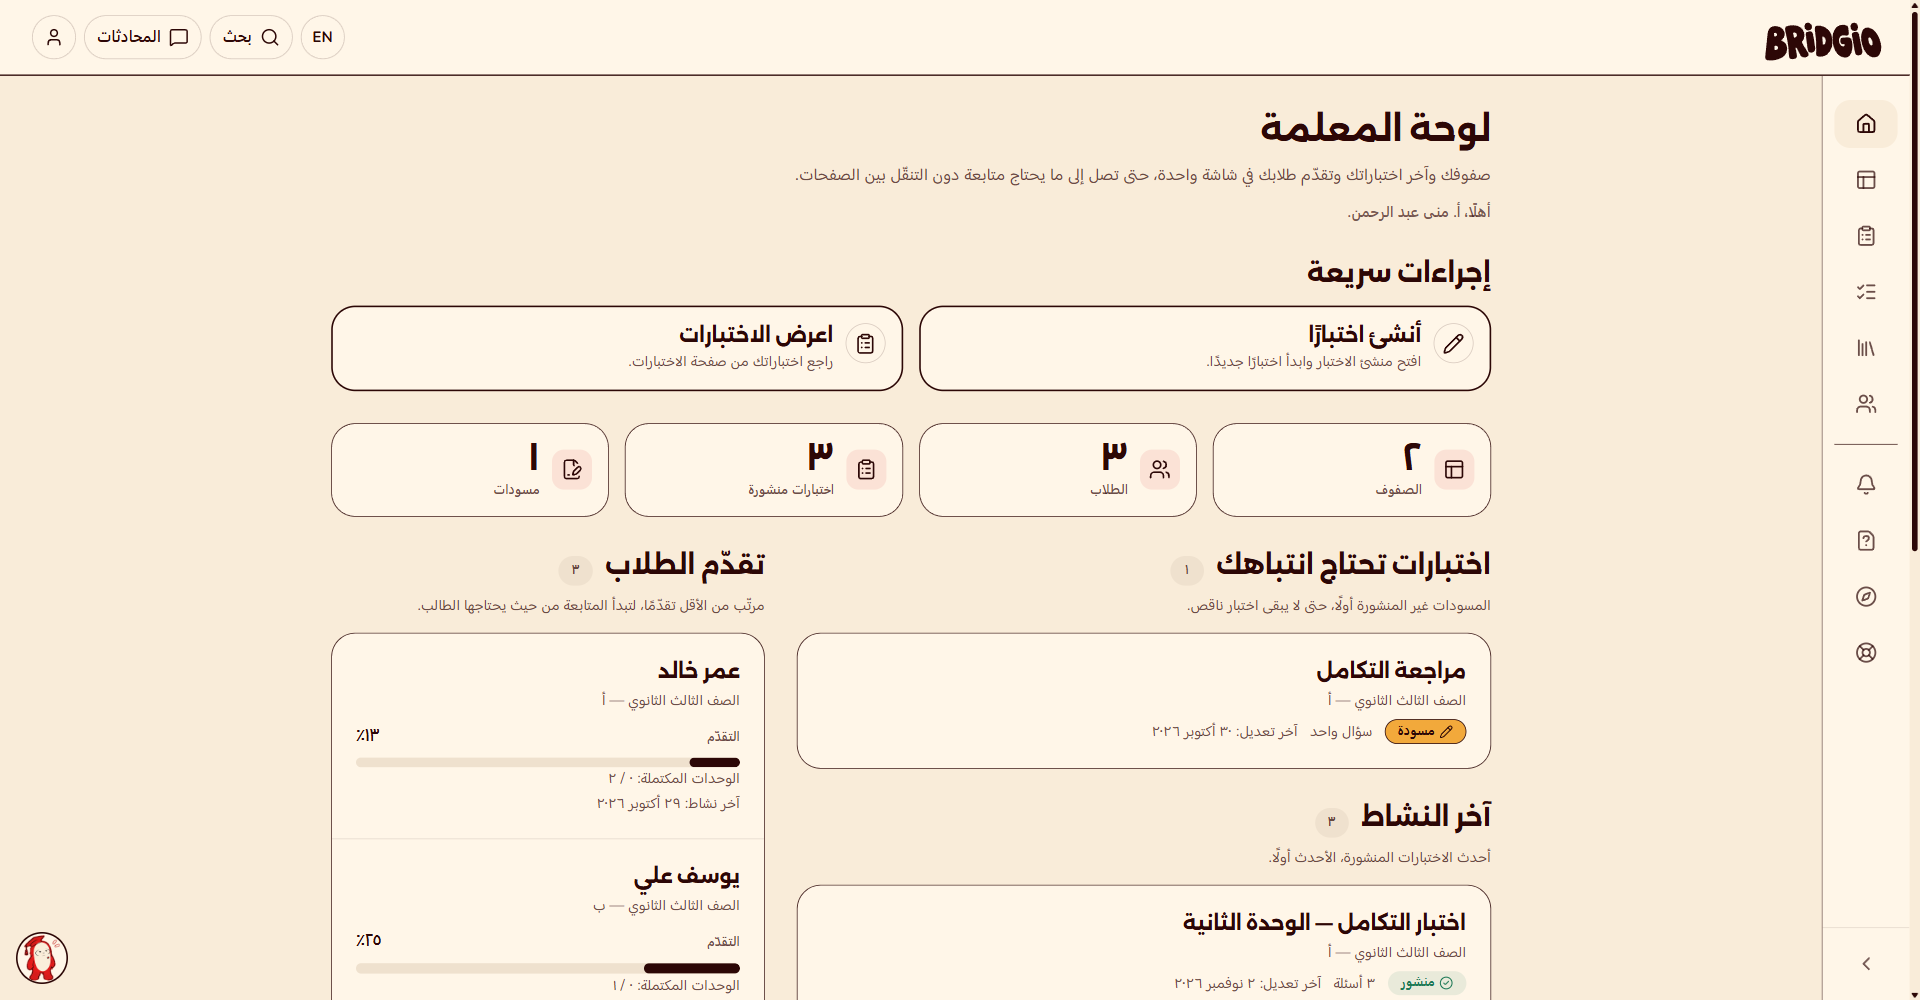 BRiDGiO
EN
بحث
المحادثات
لوحة المعلمة
صفوفك وآخر اختباراتك وتقدّم طلابك في شاشة واحدة، حتى تصل إلى ما يحتاج متابعة دون التنقّل بين الصفحات.
أهلًا، أ. منى عبد الرحمن.
إجراءات سريعة
أنشئ اختبارًا
افتح منشئ الاختبار وابدأ اختبارًا جديدًا.
اعرض الاختبارات
راجع اختباراتك من صفحة الاختبارات.
٢
الصفوف
٣
الطلاب
٣
اختبارات منشورة
١
مسودات
اختبارات تحتاج انتباهك ١
المسودات غير المنشورة أولًا، حتى لا يبقى اختبار ناقص.
مراجعة التكامل
الصف الثالث الثانوي — أ
مسودة سؤال واحد آخر تعديل: ٣٠ أكتوبر ٢٠٢٦
آخر النشاط ٣
أحدث الاختبارات المنشورة، الأحدث أولًا.
اختبار التكامل — الوحدة الثانية
الصف الثالث الثانوي — أ
منشور ٣ أسئلة آخر تعديل: ٢ نوفمبر ٢٠٢٦
تقدّم الطلاب ٣
مرتّب من الأقل تقدّمًا، لتبدأ المتابعة من حيث يحتاجها الطالب.
عمر خالد
الصف الثالث الثانوي — أ
التقدّم ١٣٪
الوحدات المكتملة: ٠ / ٢
آخر نشاط: ٢٩ أكتوبر ٢٠٢٦
يوسف علي
الصف الثالث الثانوي — ب
التقدّم ٢٥٪
الوحدات المكتملة: ٠ / ١